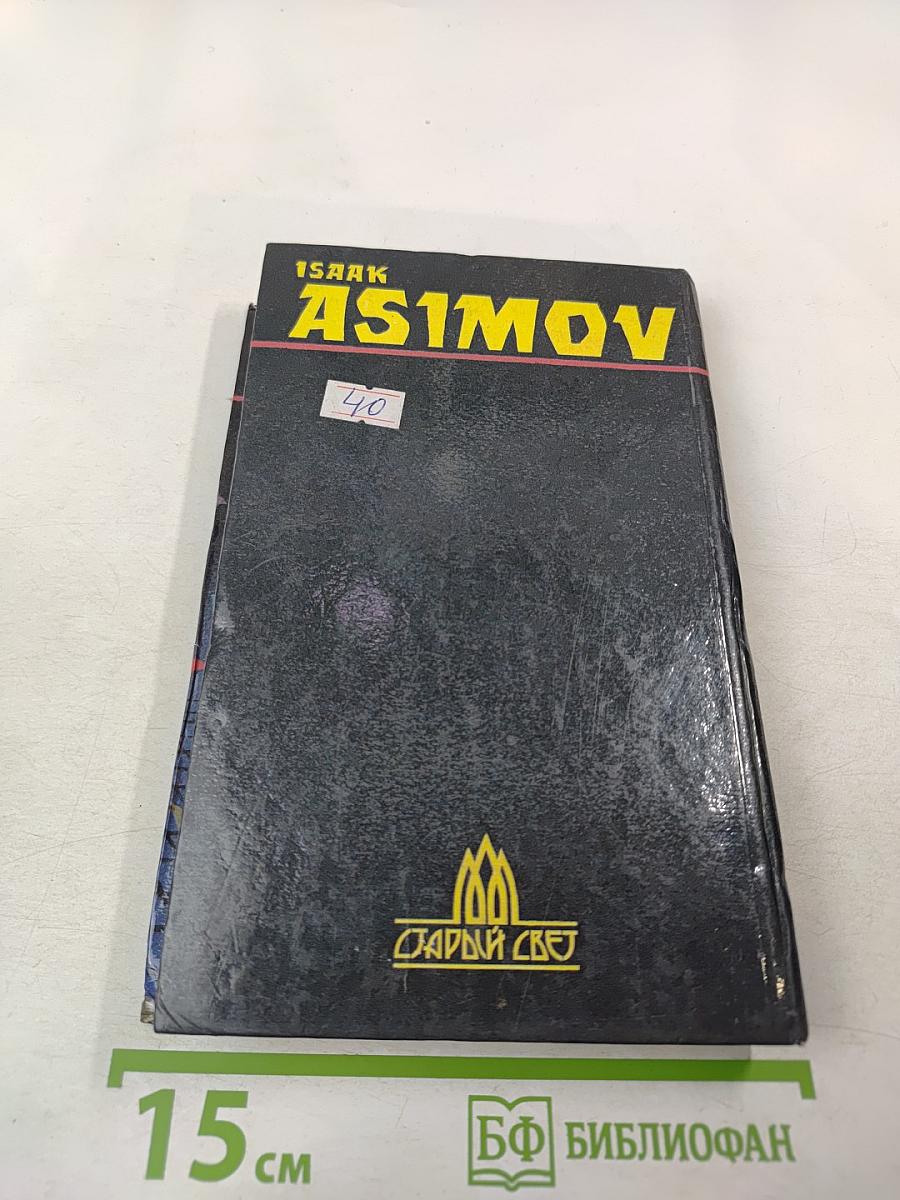 ISAAK
ASIMOV
40
СТАРЫЙ СВЕТ
15 см
БФ БИБЛИОФАН